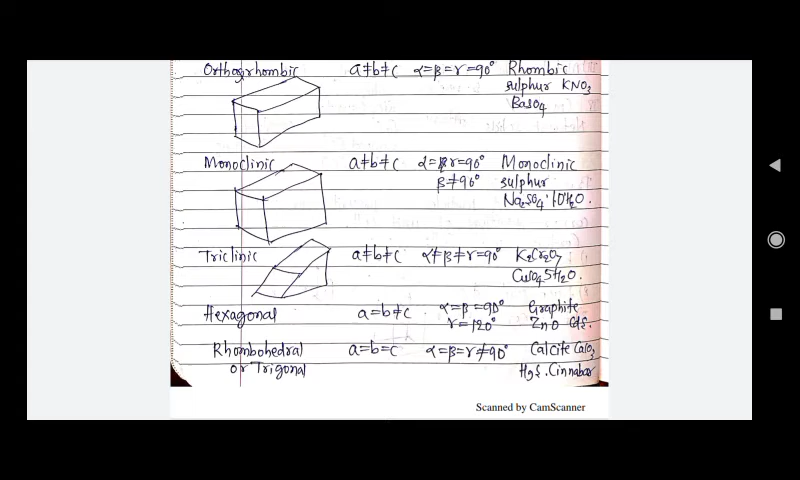 Orthogrhombic a≠b≠c α=β=γ=90° Rhombic
sulphur KNO3
BaSO4
Monoclinic a≠b≠c α=β γ=90° Monoclinic
β≠90° sulphur
Na2SO4·10H2O.
Triclinic a≠b≠c α≠β≠γ=90° K2Cr2O7
CuSO4 5H2O.
Hexagonal a=b≠c α=β=90° Graphite
γ=120° ZnO CdS.
Rhombohedral a=b=c α=β=γ≠90° Calcite CaCO3
or Trigonal HgS. Cinnabar
Scanned by CamScanner